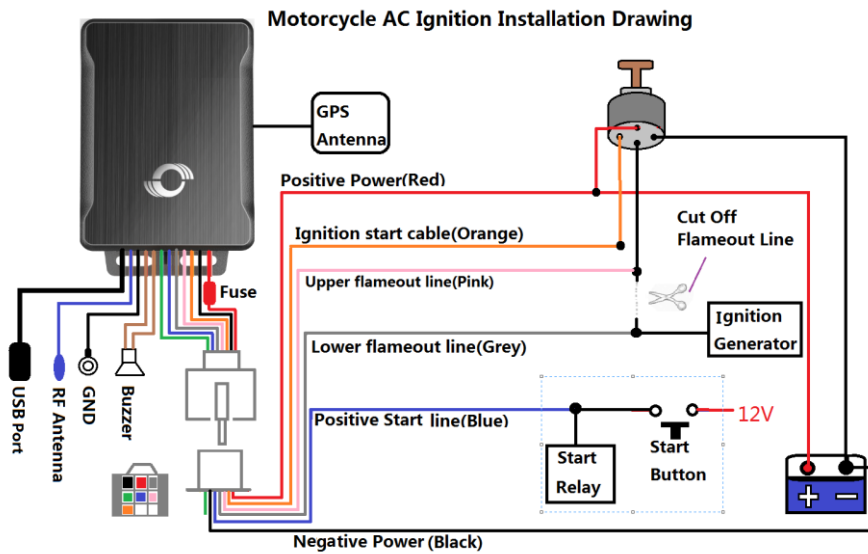 Motorcycle AC Ignition Installation Drawing
GPS
Antenna
Positive Power(Red)
Cut Off
Flameout Line
Ignition start cable(Orange)
Upper flameout line(Pink)
Fuse
Ignition
Generator
Lower flameout line(Grey)
USB Port
RF Antenna
GND
Buzzer
Positive Start line(Blue)
12V
Start
Button
Start
Relay
+ −
Negative Power(Black)